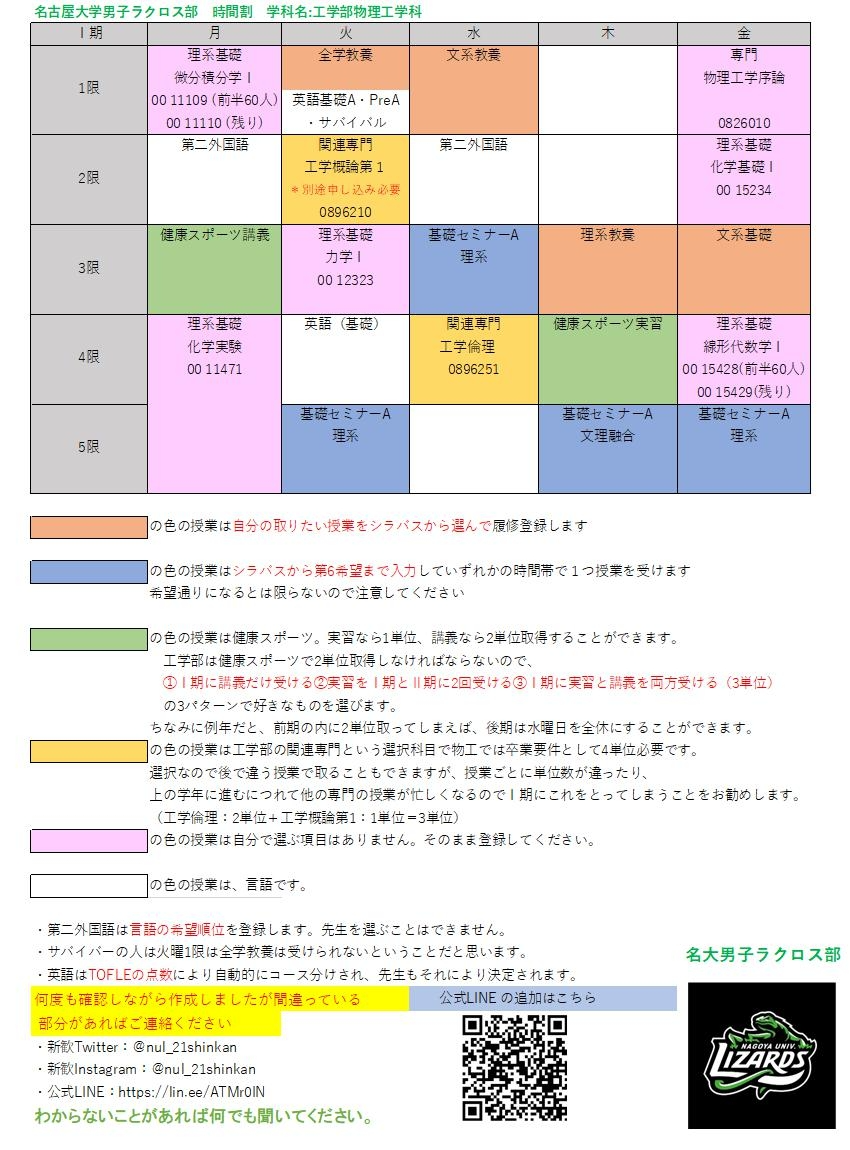 名古屋大学男子ラクロス部 時間割 学科名:工学部物理工学科
Ⅰ期 月 火 水 木 金
1限
理系基礎
微分積分学Ⅰ
00 11109 (前半60人)
00 11110 (残り)
全学教養
英語基礎A・PreA
・サバイバル
文系教養
専門
物理工学序論
0826010
2限
第二外国語
関連専門
工学概論第1
＊別途申し込み必要
0896210
第二外国語
理系基礎
化学基礎Ⅰ
00 15234
3限
健康スポーツ講義
理系基礎
力学Ⅰ
00 12323
基礎セミナーA
理系
理系教養
文系基礎
4限
理系基礎
化学実験
00 11471
英語（基礎）
関連専門
工学倫理
0896251
健康スポーツ実習
理系基礎
線形代数学Ⅰ
00 15428(前半60人)
00 15429(残り)
5限
基礎セミナーA
理系
基礎セミナーA
文理融合
基礎セミナーA
理系
の色の授業は自分の取りたい授業をシラバスから選んで履修登録します
の色の授業はシラバスから第6希望まで入力していずれかの時間帯で１つ授業を受けます
希望通りになるとは限らないので注意してください
の色の授業は健康スポーツ。実習なら1単位、講義なら2単位取得することができます。
工学部は健康スポーツで2単位取得しなければならないので、
①Ⅰ期に講義だけ受ける②実習をⅠ期とⅡ期に2回受ける③Ⅰ期に実習と講義を両方受ける（3単位）
の3パターンで好きなものを選びます。
ちなみに例年だと、前期の内に2単位取ってしまえば、後期は水曜日を全休にすることができます。
の色の授業は工学部の関連専門という選択科目で物工では卒業要件として4単位必要です。
選択なので後で違う授業で取ることもできますが、授業ごとに単位数が違ったり、
上の学年に進むにつれて他の専門の授業が忙しくなるのでⅠ期にこれをとってしまうことをお勧めします。
（工学倫理：2単位＋工学概論第1：1単位＝3単位）
の色の授業は自分で選ぶ項目はありません。そのまま登録してください。
の色の授業は、言語です。
・第二外国語は言語の希望順位を登録します。先生を選ぶことはできません。
・サバイバーの人は火曜1限は全学教養は受けられないということだと思います。
・英語はTOFLEの点数により自動的にコース分けされ、先生もそれにより決定されます。
何度も確認しながら作成しましたが間違っている
部分があればご連絡ください
・新歓Twitter：@nul_21shinkan
・新歓Instagram：@nul_21shinkan
・公式LINE：https://lin.ee/ATMr0IN
わからないことがあれば何でも聞いてください。
公式LINE の追加はこちら
名大男子ラクロス部
NAGOYA UNIV.
LIZARDS